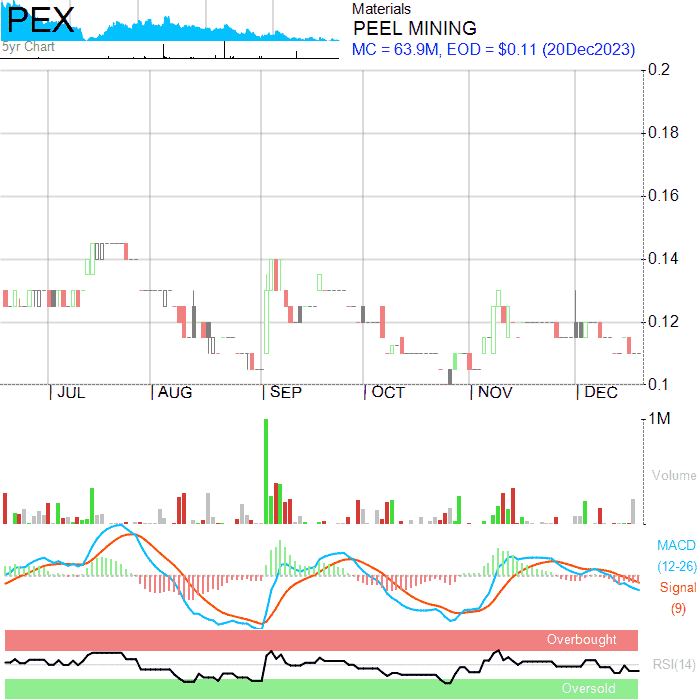 PEX
5yr Chart
Materials
PEEL MINING
MC = 63.9M, EOD = $0.11 (20Dec2023)
0.2
0.18
0.16
0.14
0.12
0.1
JUL AUG SEP OCT NOV DEC
1M
Volume
MACD
(12-26)
Signal
(9)
Overbought
RSI(14)
Oversold